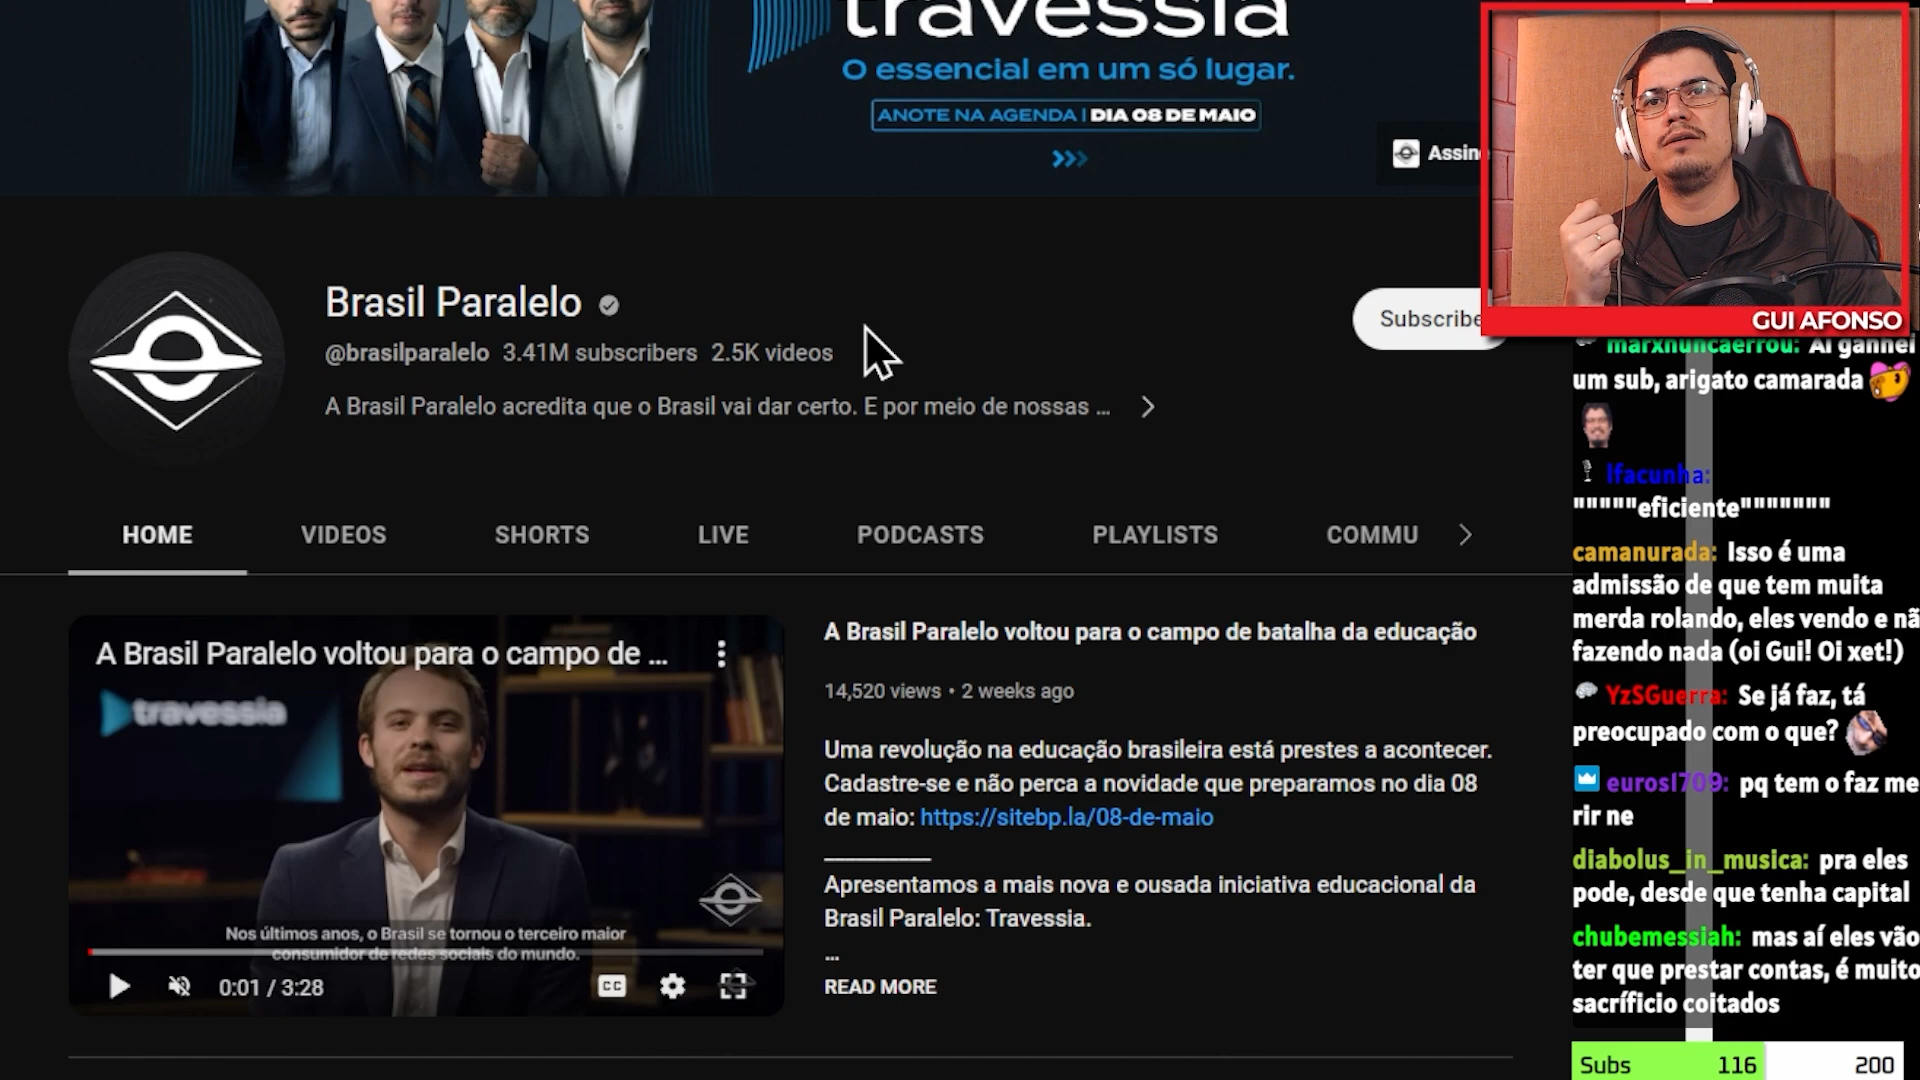 travessia
O essencial em um só lugar.
ANOTE NA AGENDA | DIA 08 DE MAIO
Brasil Paralelo
@brasilparalelo 3.41M subscribers 2.5K videos
A Brasil Paralelo acredita que o Brasil vai dar certo. E por meio de nossas ...
Subscribe
HOME VIDEOS SHORTS LIVE PODCASTS PLAYLISTS COMMU
A Brasil Paralelo voltou para o campo de ...
travessia
Nos últimos anos, o Brasil se tornou o terceiro maior
consumidor de redes sociais do mundo.
0:01 / 3:28
CC
A Brasil Paralelo voltou para o campo de batalha da educação
14,520 views • 2 weeks ago
Uma revolução na educação brasileira está prestes a acontecer.
Cadastre-se e não perca a novidade que preparamos no dia 08
de maio: https://sitebp.la/08-de-maio
___________
Apresentamos a mais nova e ousada iniciativa educacional da
Brasil Paralelo: Travessia.
...
READ MORE
GUI AFONSO
marxnuncaerrou: Ai ganhei
um sub, arigato camarada
lfacunha:
"""""eficiente"""""""
camanurada: Isso é uma
admissão de que tem muita
merda rolando, eles vendo e nã
fazendo nada (oi Gui! Oi xet!)
YzSGuerra: Se já faz, tá
preocupado com o que?
eurosl709: pq tem o faz me
rir ne
diabolus_in_musica: pra eles
pode, desde que tenha capital
chubemessiah: mas aí eles vão
ter que prestar contas, é muito
sacríficio coitados
Subs 116 200